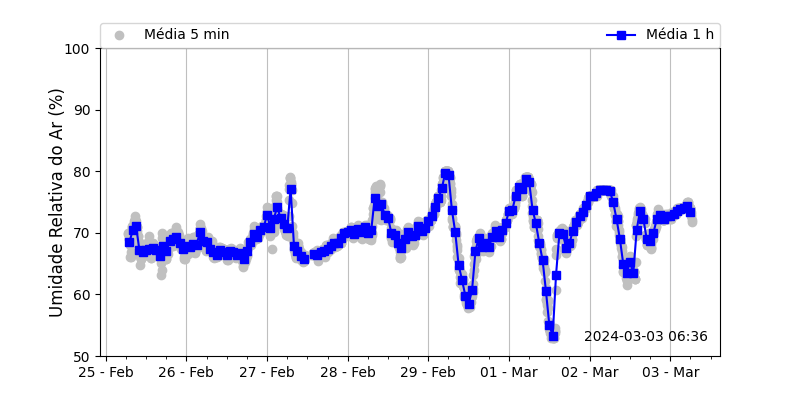 Média 5 min
Média 1 h
100
90
80
70
60
50
Umidade Relativa do Ar (%)
2024-03-03 06:36
25 - Feb
26 - Feb
27 - Feb
28 - Feb
29 - Feb
01 - Mar
02 - Mar
03 - Mar